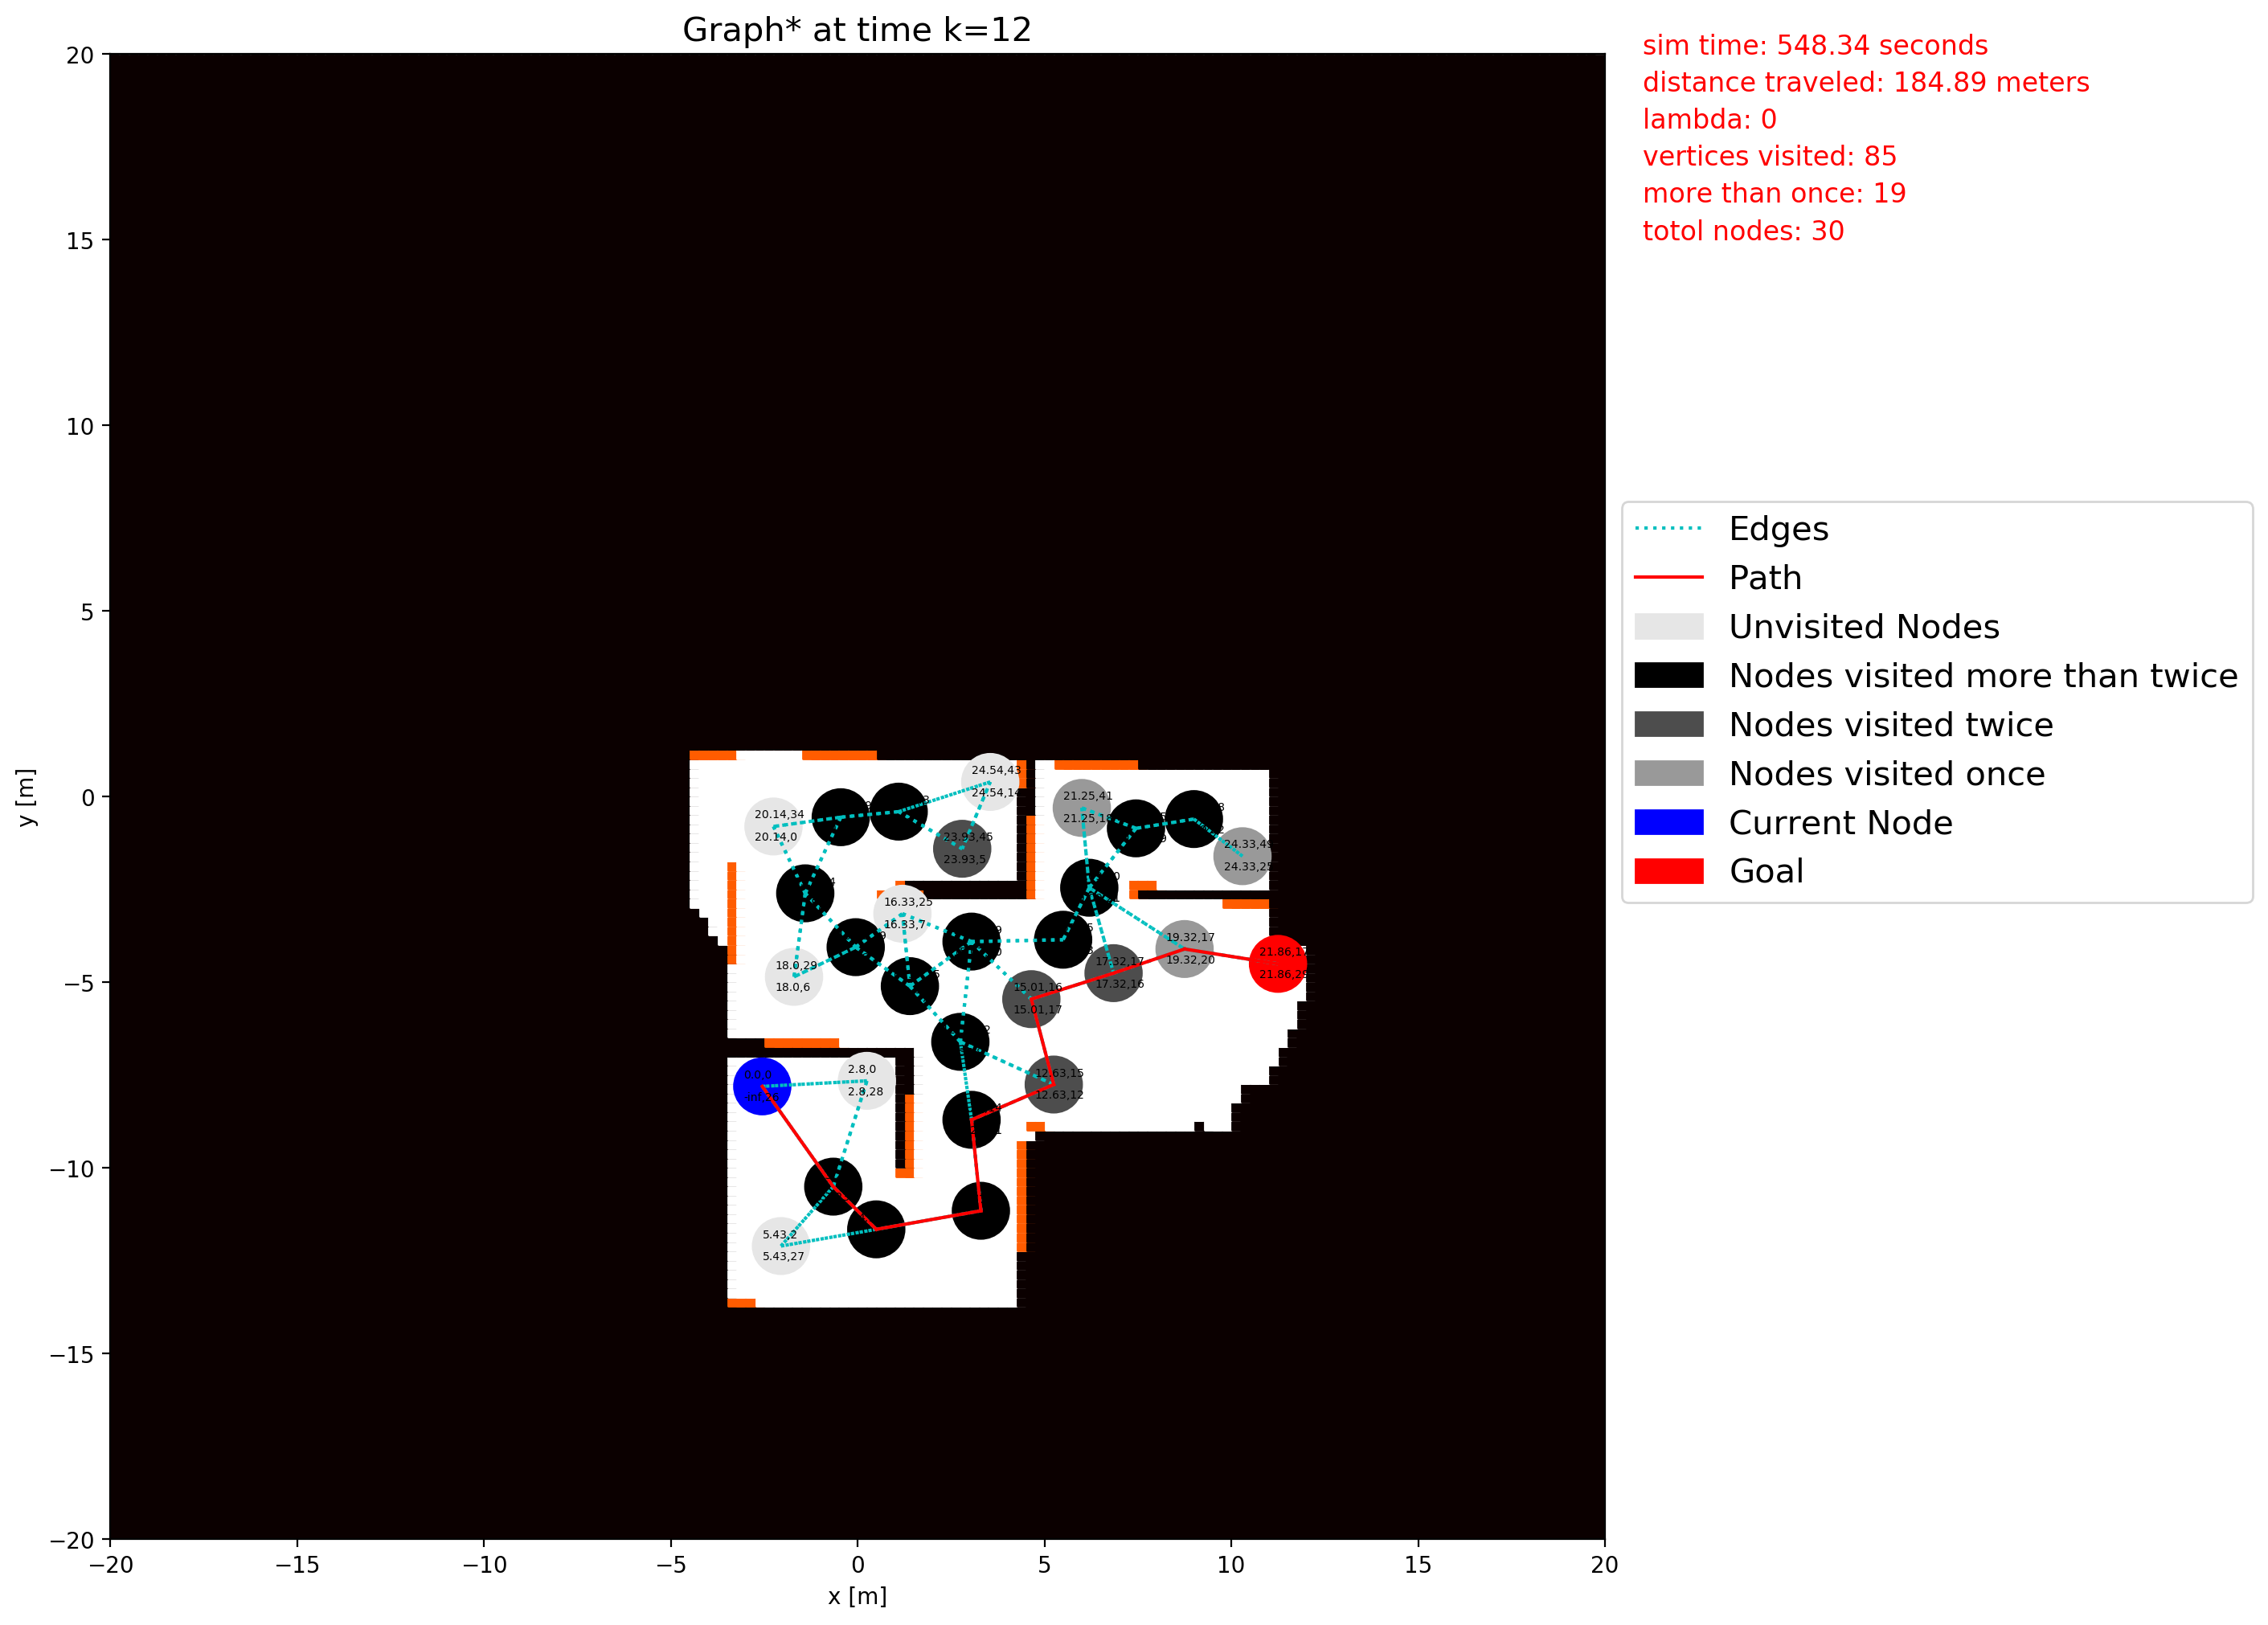 Graph* at time k=12
sim time: 548.34 seconds
distance traveled: 184.89 meters
lambda: 0
vertices visited: 85
more than once: 19
totol nodes: 30
20
15
10
5
0
−5
−10
−15
−20
y [m]
−20
−15
−10
−5
0
5
10
15
20
x [m]
Edges
Path
Unvisited Nodes
Nodes visited more than twice
Nodes visited twice
Nodes visited once
Current Node
Goal
24.54,43
24.54,14
21.25,41
20.14,34
20.14,0
23.93,45
23.93,5
24.33,49
24.33,25
16.33,25
16.33,7
19.32,17
19.32,20
17.32,17
17.32,16
18.0,29
18.0,6
15.01,16
15.01,17
12.63,15
12.63,12
2.8,0
2.8,28
0.0,0
5.43,2
5.43,27